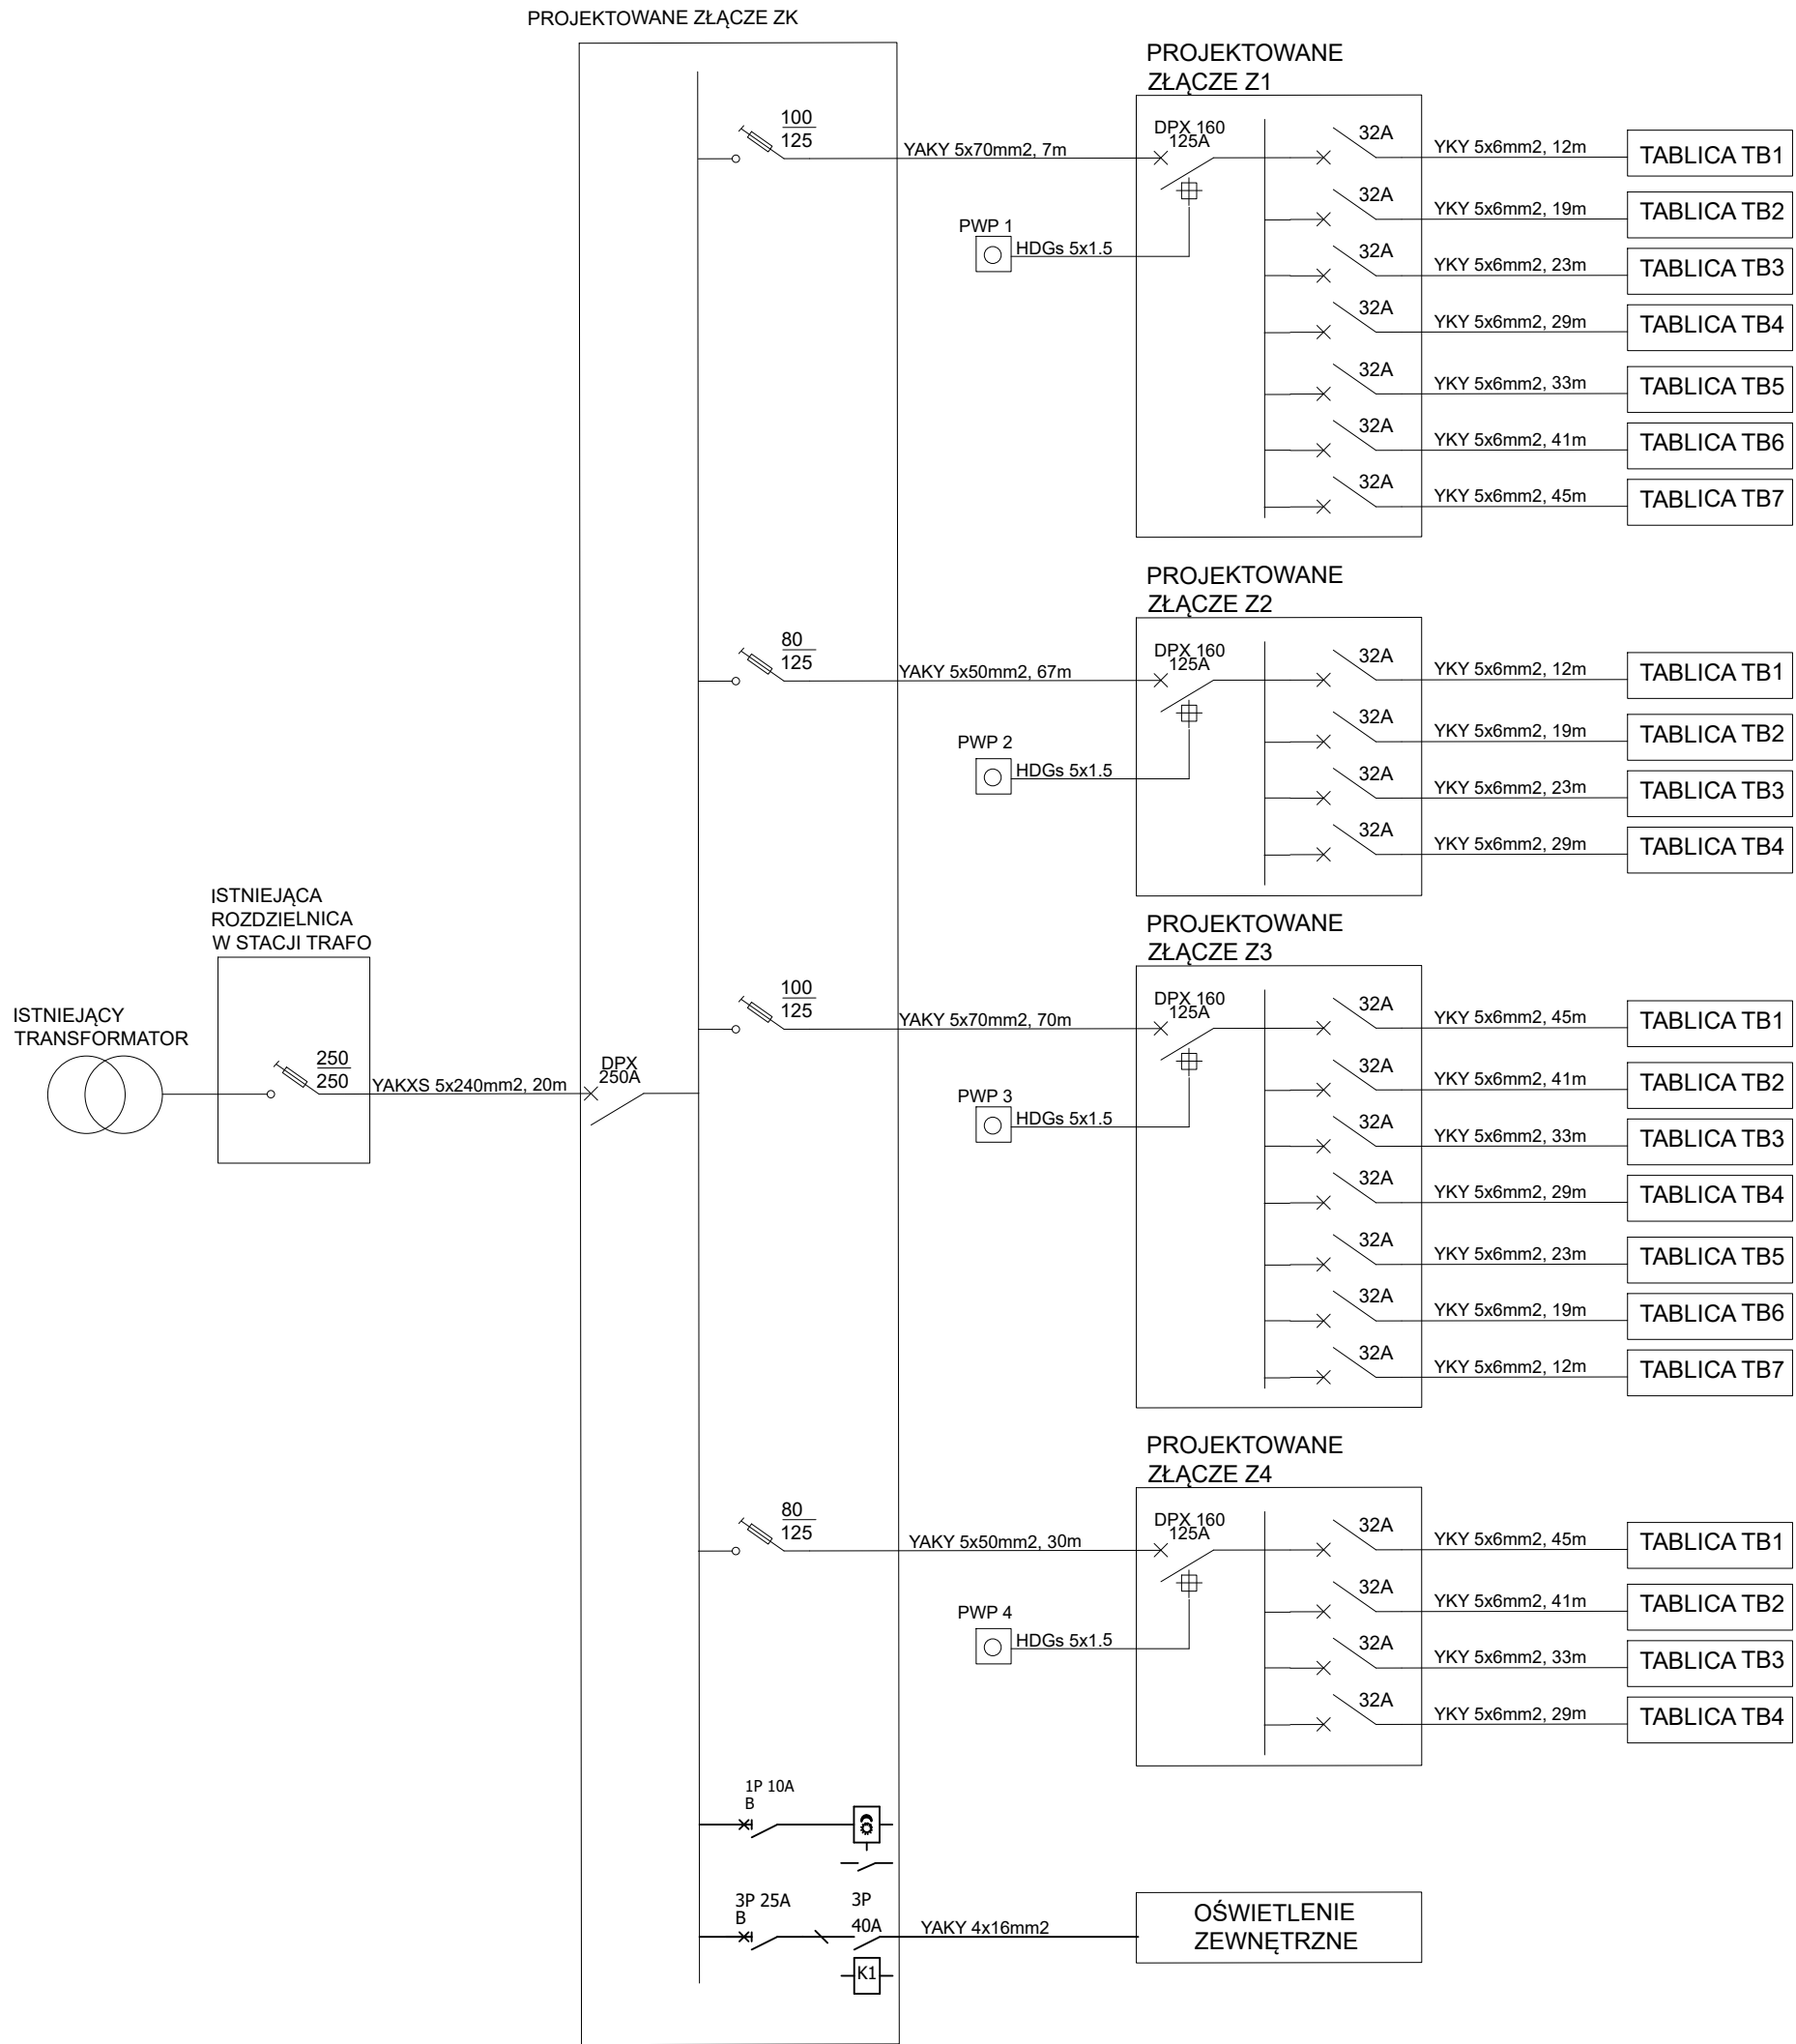 PROJEKTOWANE ZŁĄCZE ZK
PROJEKTOWANE
ZŁĄCZE Z1
100
125
YAKY 5x70mm2, 7m
DPX 160
125A
PWP 1
HDGs 5x1.5
32A
YKY 5x6mm2, 12m
TABLICA TB1
32A
YKY 5x6mm2, 19m
TABLICA TB2
32A
YKY 5x6mm2, 23m
TABLICA TB3
32A
YKY 5x6mm2, 29m
TABLICA TB4
32A
YKY 5x6mm2, 33m
TABLICA TB5
32A
YKY 5x6mm2, 41m
TABLICA TB6
32A
YKY 5x6mm2, 45m
TABLICA TB7
PROJEKTOWANE
ZŁĄCZE Z2
80
125
YAKY 5x50mm2, 67m
DPX 160
125A
PWP 2
HDGs 5x1.5
32A
YKY 5x6mm2, 12m
TABLICA TB1
32A
YKY 5x6mm2, 19m
TABLICA TB2
32A
YKY 5x6mm2, 23m
TABLICA TB3
32A
YKY 5x6mm2, 29m
TABLICA TB4
ISTNIEJĄCA
ROZDZIELNICA
W STACJI TRAFO
ISTNIEJĄCY
TRANSFORMATOR
250
250
YAKXS 5x240mm2, 20m
DPX
250A
PROJEKTOWANE
ZŁĄCZE Z3
100
125
YAKY 5x70mm2, 70m
DPX 160
125A
PWP 3
HDGs 5x1.5
32A
YKY 5x6mm2, 45m
TABLICA TB1
32A
YKY 5x6mm2, 41m
TABLICA TB2
32A
YKY 5x6mm2, 33m
TABLICA TB3
32A
YKY 5x6mm2, 29m
TABLICA TB4
32A
YKY 5x6mm2, 23m
TABLICA TB5
32A
YKY 5x6mm2, 19m
TABLICA TB6
32A
YKY 5x6mm2, 12m
TABLICA TB7
PROJEKTOWANE
ZŁĄCZE Z4
80
125
YAKY 5x50mm2, 30m
DPX 160
125A
PWP 4
HDGs 5x1.5
32A
YKY 5x6mm2, 45m
TABLICA TB1
32A
YKY 5x6mm2, 41m
TABLICA TB2
32A
YKY 5x6mm2, 33m
TABLICA TB3
32A
YKY 5x6mm2, 29m
TABLICA TB4
1P 10A
B
3P 25A
B
3P
40A
K1
YAKY 4x16mm2
OŚWIETLENIE
ZEWNĘTRZNE